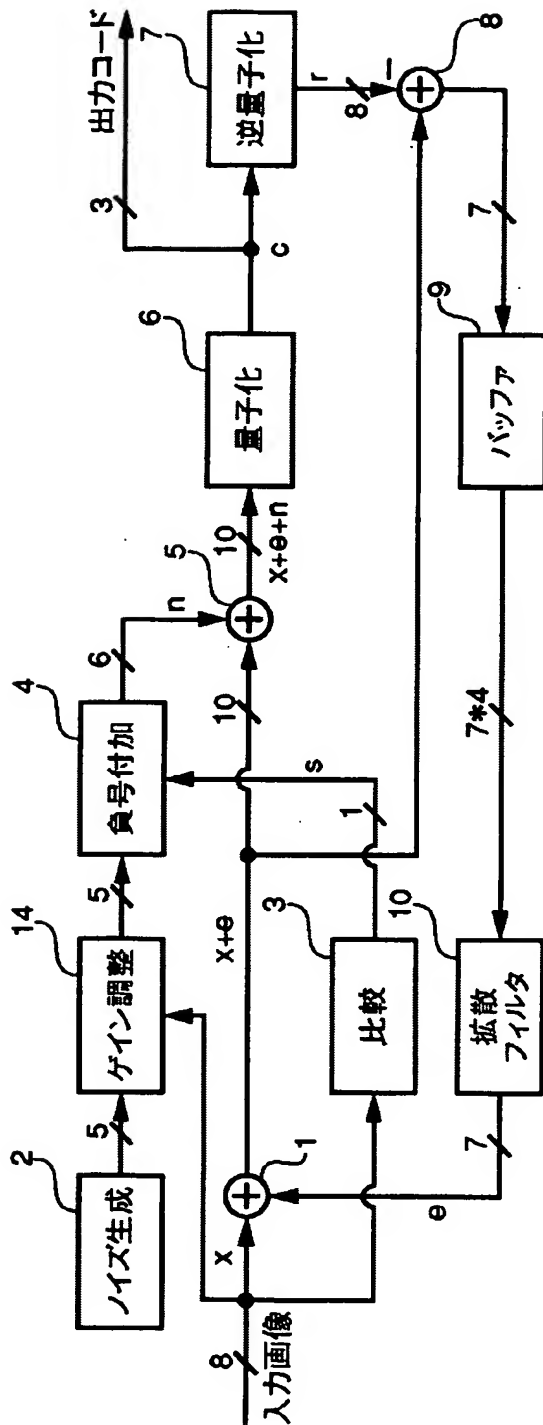 2
ノイズ生成
5
14
ゲイン調整
5
4
負号付加
6
n
5
10
x+e+n
6
量子化
c
3
出力コード
7
逆量子化
r
8
−
8
入力画像
8
x
1
x+e
10
3
比較
1
s
e
7
10
拡散
フィルタ
7*4
9
バッファ
7